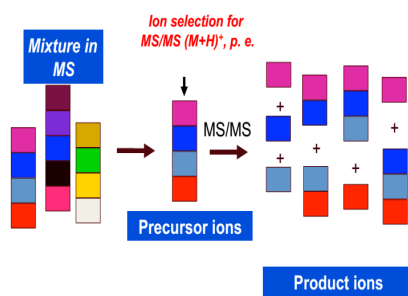 Ion selection for
MS/MS (M+H)⁺, p. e.
Mixture in
MS
MS/MS
+
+
+
+
+
Precursor ions
Product ions